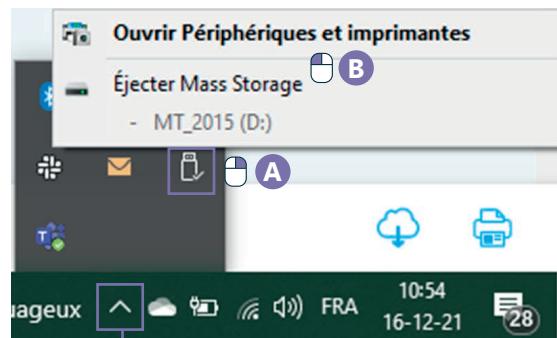 Ouvrir Périphériques et imprimantes
B
Éjecter Mass Storage
- MT_2015 (D:)
A
T
uageux
FRA
10:54
16-12-21
28